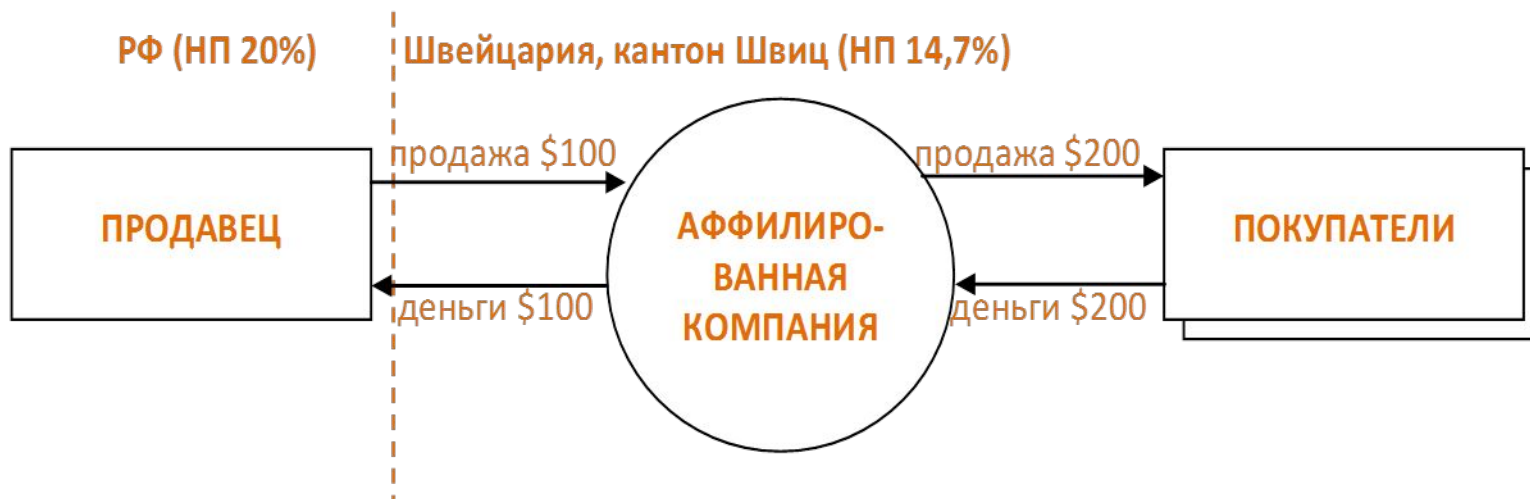 РФ (НП 20%)
Швейцария, кантон Швиц (НП 14,7%)
продажа $100
продажа $200
ПРОДАВЕЦ
АФФИЛИРО-
ВАННАЯ
КОМПАНИЯ
ПОКУПАТЕЛИ
деньги $100
деньги $200